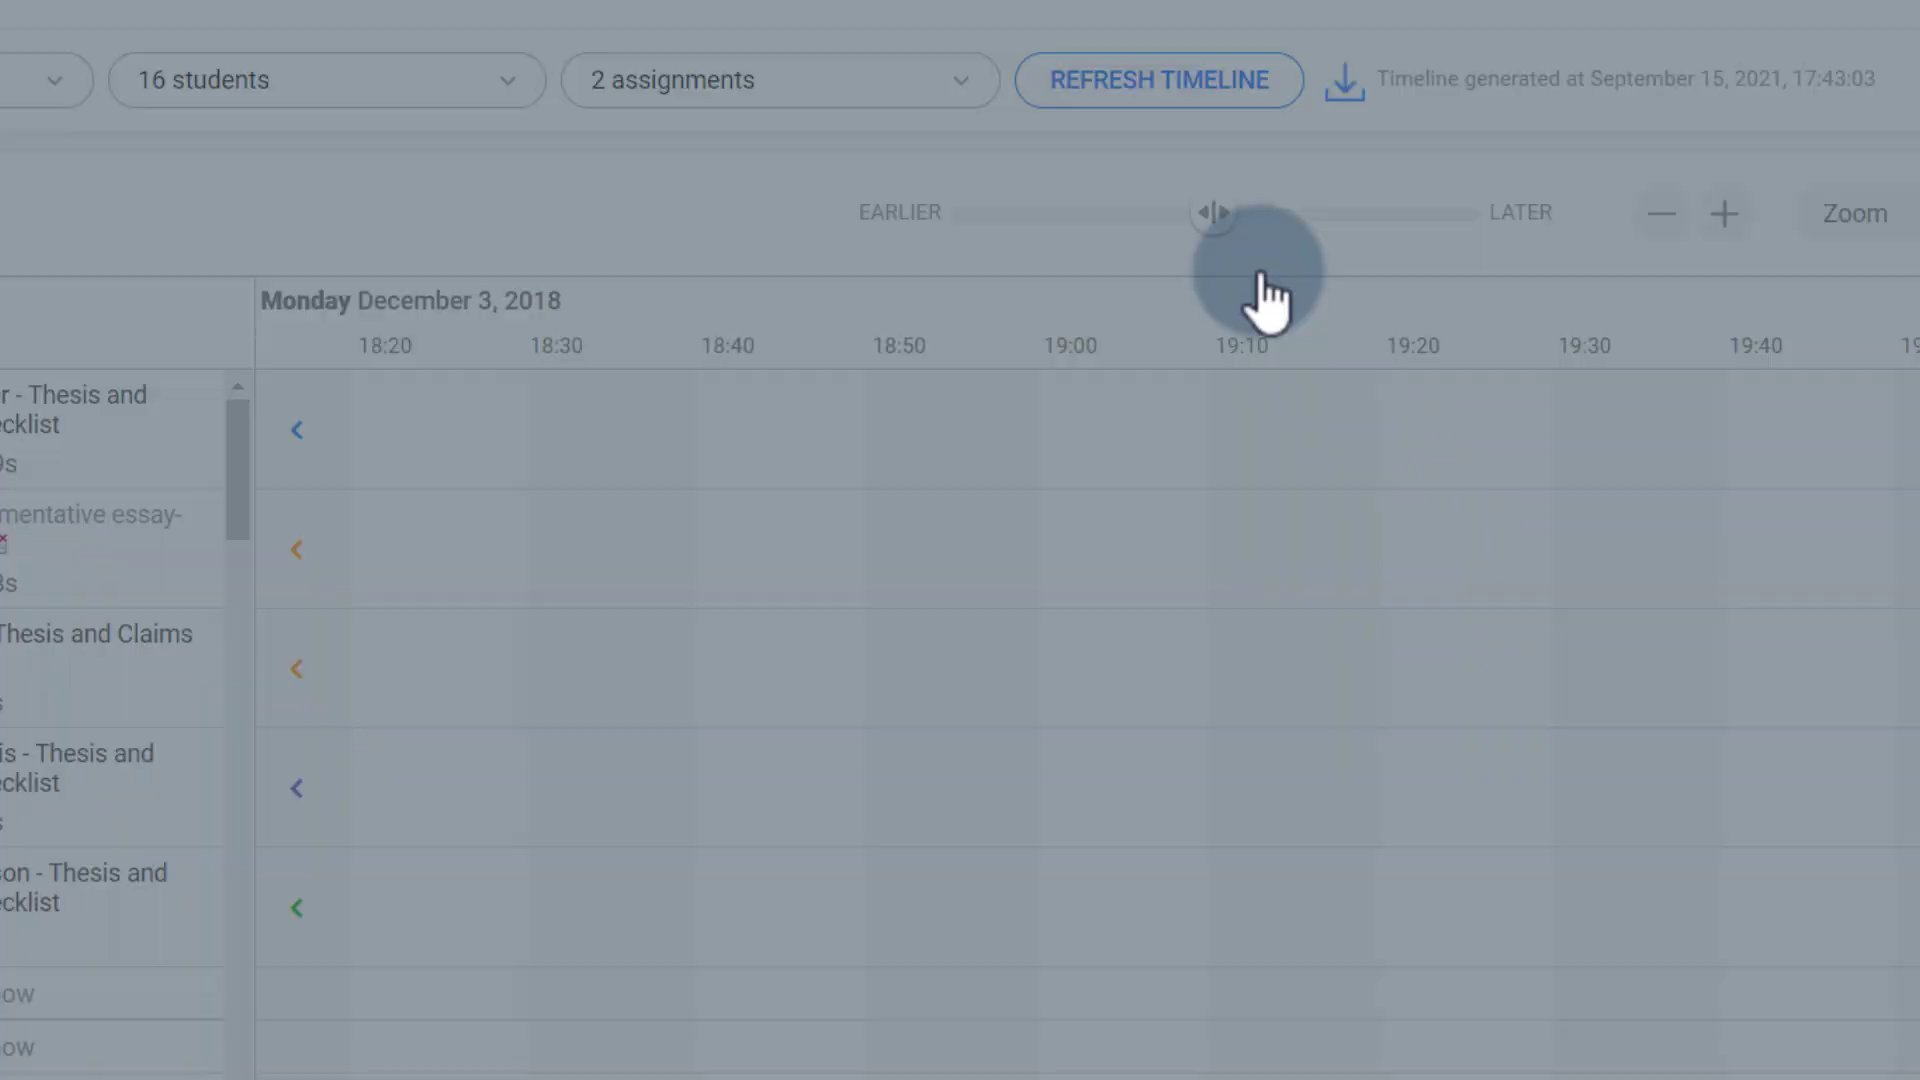 16 students
2 assignments
REFRESH TIMELINE
Timeline generated at September 15, 2021, 17:43:03
EARLIER
LATER
Zoom
Monday December 3, 2018
18:20 18:30 18:40 18:50 19:00 19:10 19:20 19:30 19:40 19
r - Thesis and
cklist
9s
mentative essay-
3s
Thesis and Claims
s
is - Thesis and
cklist
s
son - Thesis and
cklist
ow
ow